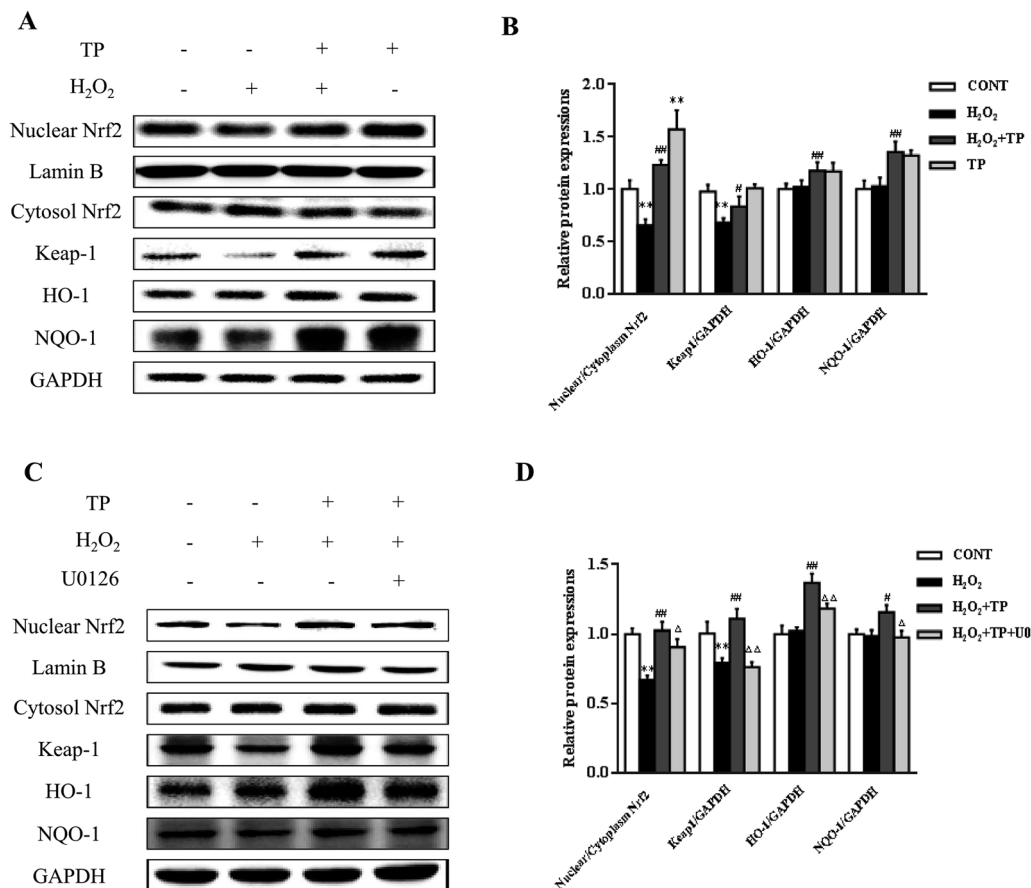 A
TP - - + +
H₂O₂ - + + -
Nuclear Nrf2
Lamin B
Cytosol Nrf2
Keap-1
HO-1
NQO-1
GAPDH
B
Relative protein expressions
2.0
1.5
1.0
0.5
0.0
** ## **
** #
##
##
CONT
H₂O₂
H₂O₂+TP
TP
Nuclear/Cytoplasm Nrf2
Keap1/GAPDH
HO-1/GAPDH
NQO-1/GAPDH
C
TP - - + +
H₂O₂ - + + +
U0126 - - - +
Nuclear Nrf2
Lamin B
Cytosol Nrf2
Keap-1
HO-1
NQO-1
GAPDH
D
Relative protein expressions
1.5
1.0
0.5
0.0
** ## Δ
** ## ΔΔ
## ΔΔ
# Δ
CONT
H₂O₂
H₂O₂+TP
H₂O₂+TP+U0
Nuclear/Cytoplasm Nrf2
Keap1/GAPDH
HO-1/GAPDH
NQO-1/GAPDH